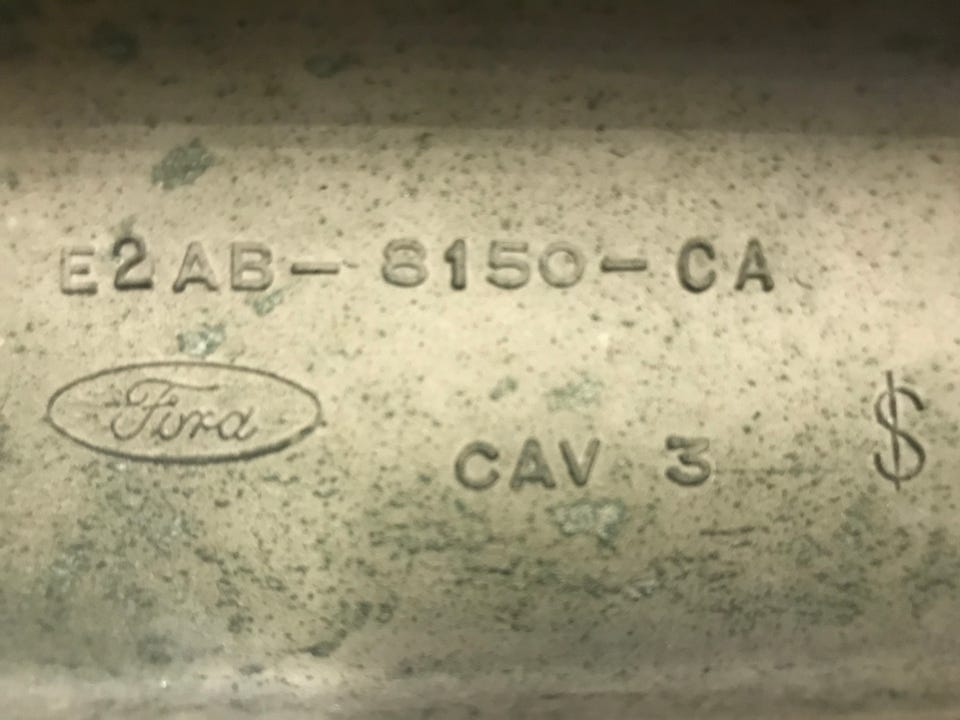 E2AB-8150-CA
Ford
CAV 3 $